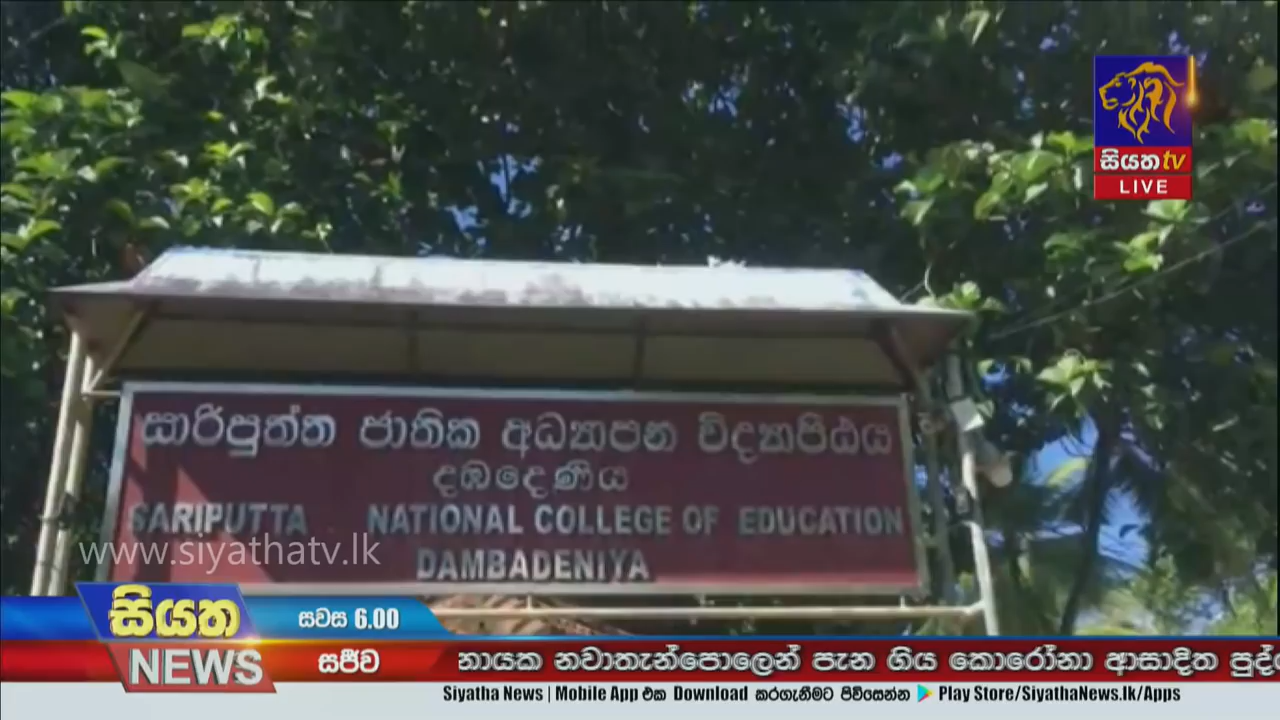 සියත tv
LIVE
සාරිපුත්ත ජාතික අධ්‍යාපන විද්‍යාපීඨය
දඹදෙණිය
SARIPUTTA NATIONAL COLLEGE OF EDUCATION
DAMBADENIYA
www.siyathatv.lk
සියත
NEWS
සවස 6.00
සජීව
නායක නවාතැන්පොලෙන් පැන ගිය කොරෝනා ආසාදිත
Siyatha News | Mobile App එක Download කරගැනීමට පිවිසෙන්න Play Store/SiyathaNews.lk/Apps